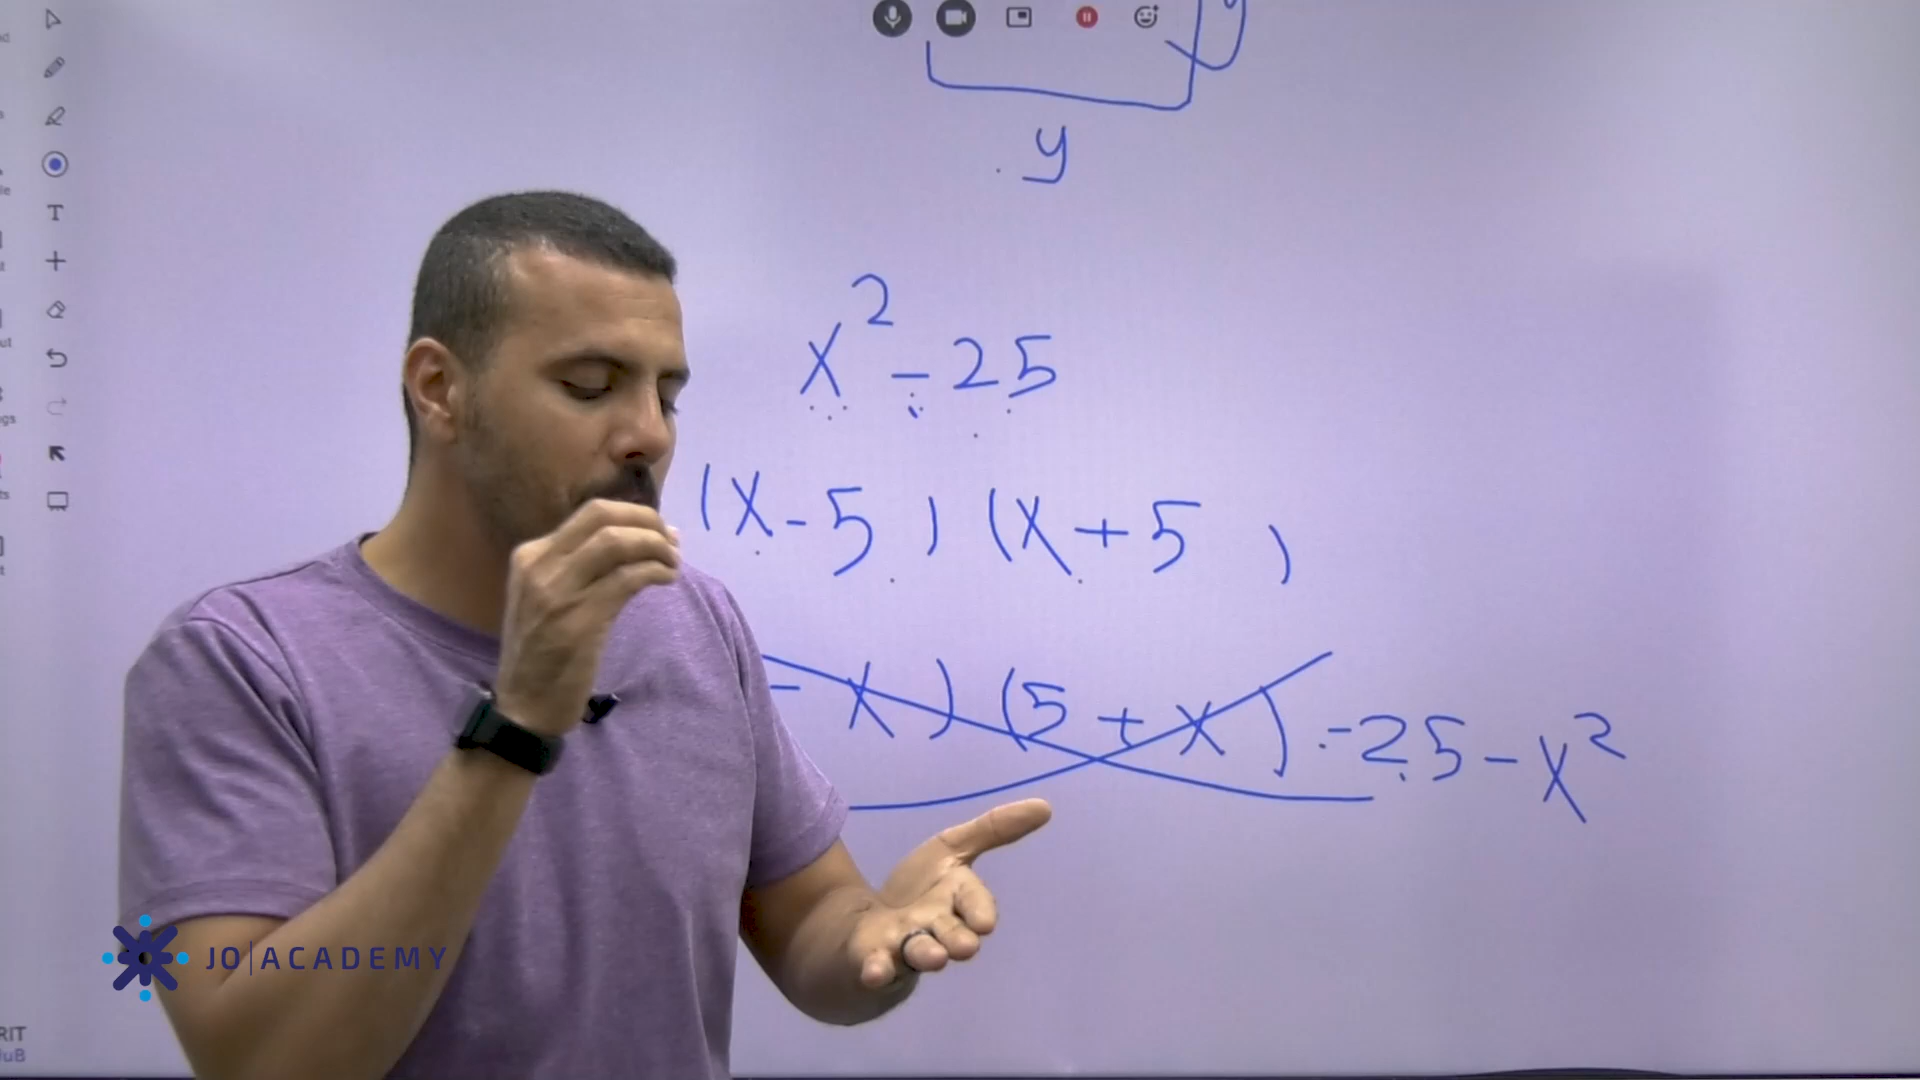 y
x² - 25
(x - 5) (x + 5)
- x) (5 + x) = 25 - x²
JO|ACADEMY